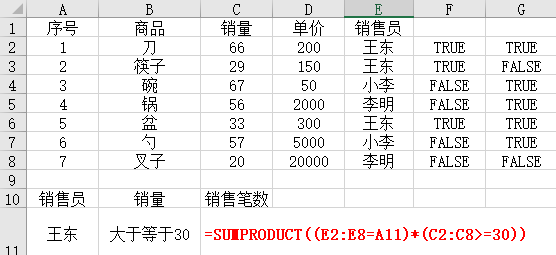 A B C D E F G
1 序号 商品 销量 单价 销售员
2 1 刀 66 200 王东 TRUE TRUE
3 2 筷子 29 150 王东 TRUE FALSE
4 3 碗 67 50 小李 FALSE TRUE
5 4 锅 56 2000 李明 FALSE TRUE
6 5 盆 33 300 王东 TRUE TRUE
7 6 勺 57 5000 小李 FALSE TRUE
8 7 叉子 20 20000 李明 FALSE FALSE
9
10 销售员 销量 销售笔数
11 王东 大于等于30 =SUMPRODUCT((E2:E8=A11)*(C2:C8>=30))